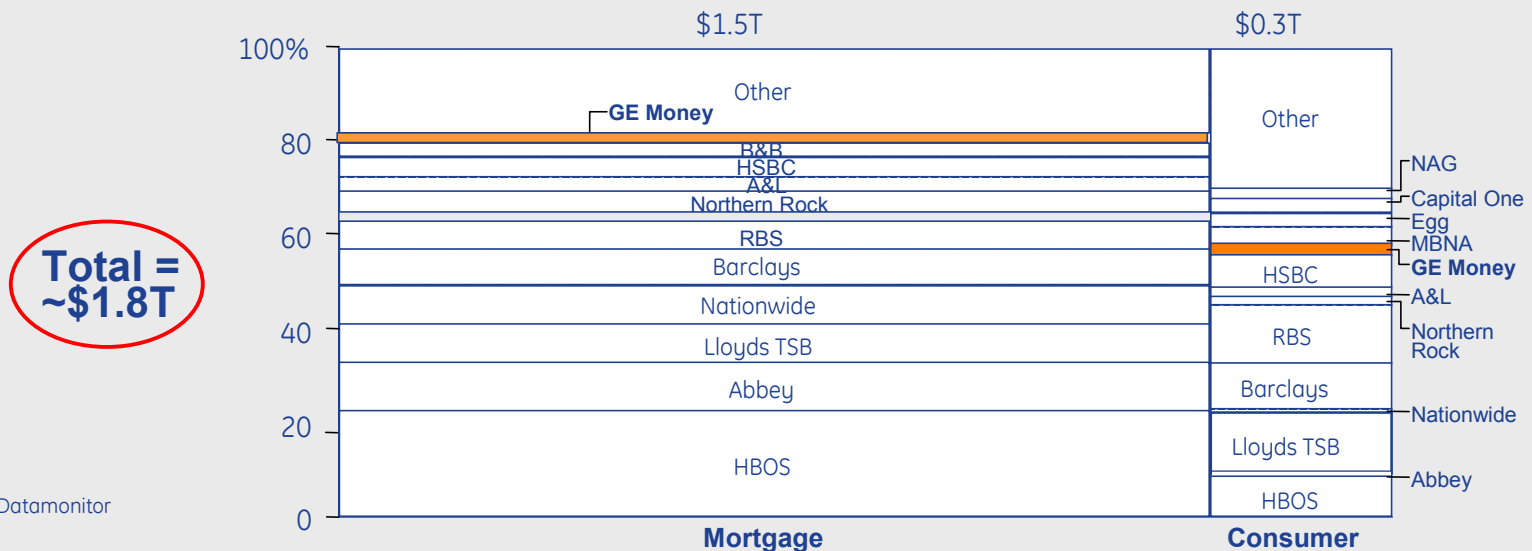 $1.5T
$0.3T
100%
80
60
40
20
0
Total =
~$1.8T
Other
GE Money
B&B
HSBC
A&L
Northern Rock
RBS
Barclays
Nationwide
Lloyds TSB
Abbey
HBOS
Mortgage
Other
NAG
Capital One
Egg
MBNA
GE Money
HSBC
A&L
Northern
Rock
RBS
Barclays
Nationwide
Lloyds TSB
Abbey
HBOS
Consumer
Datamonitor